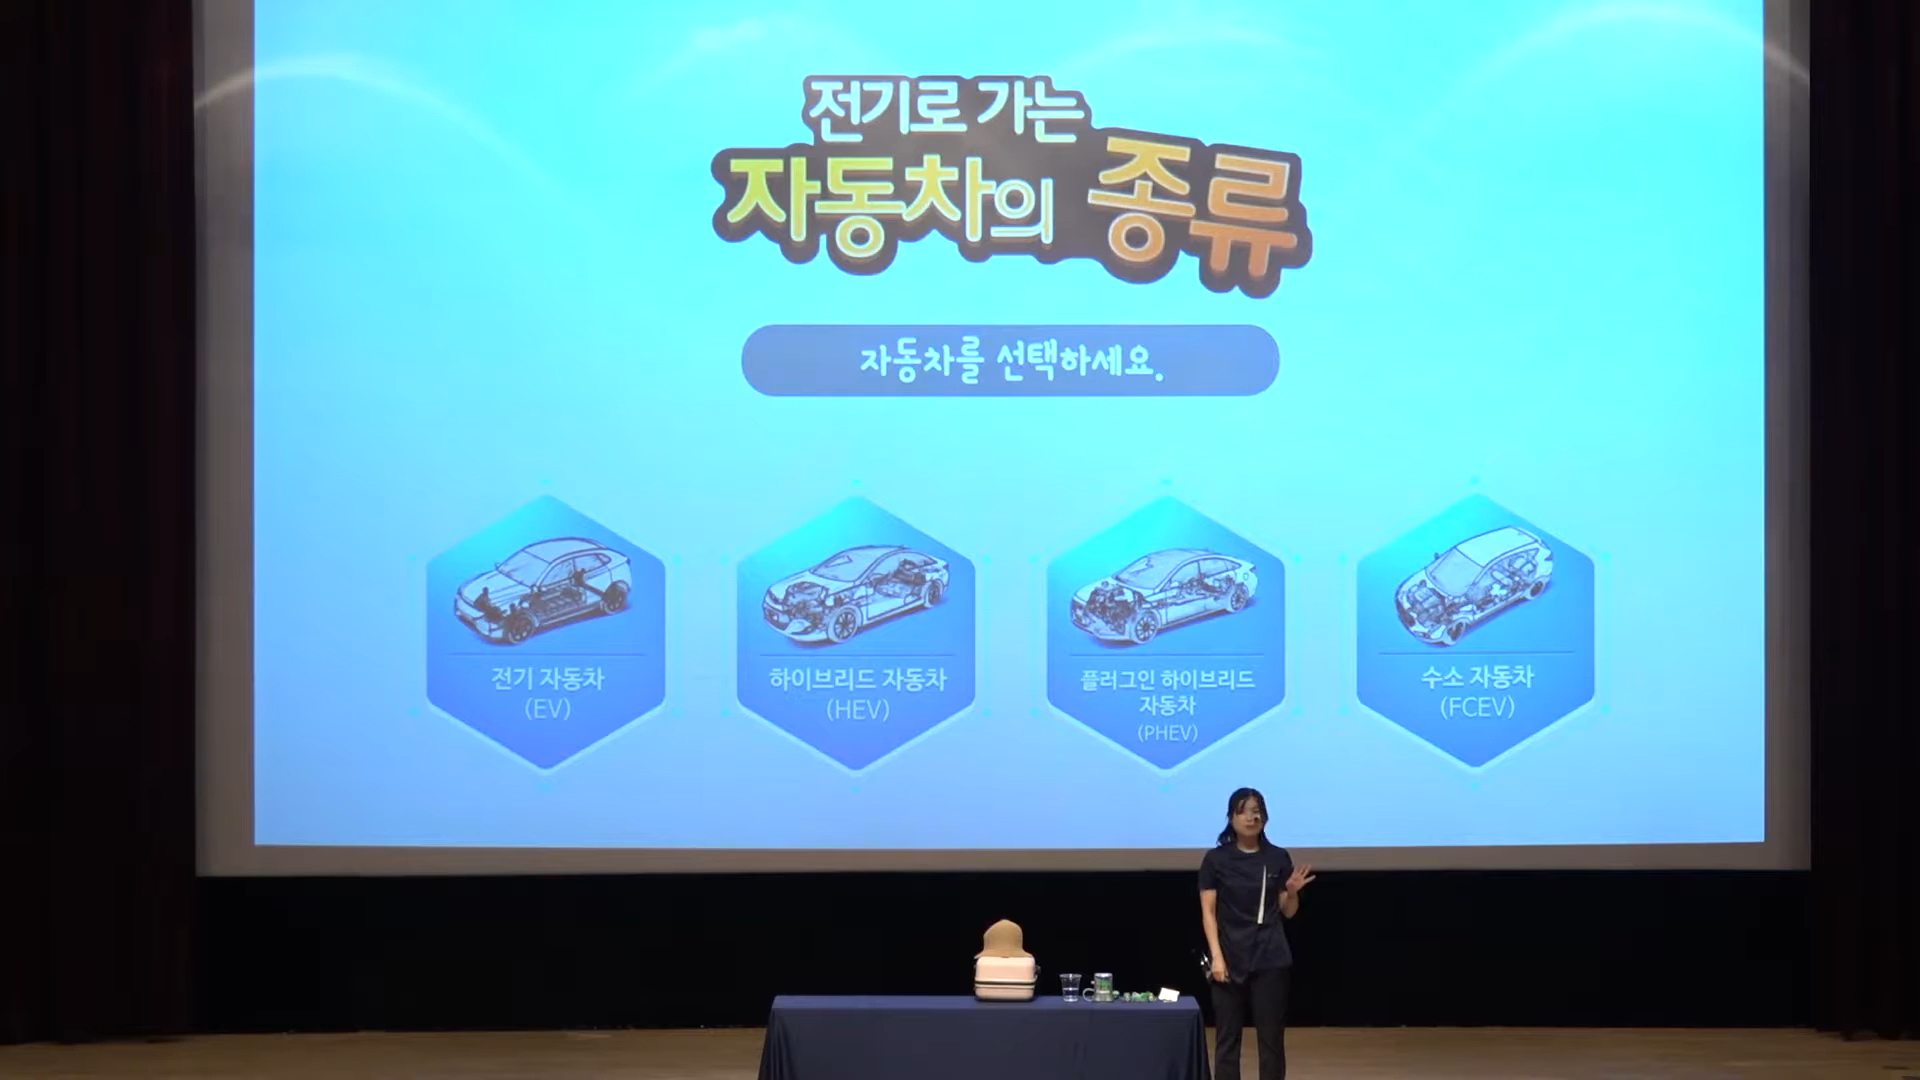 전기로 가는
자동차의 종류
자동차를 선택하세요.
전기 자동차
(EV)
하이브리드 자동차
(HEV)
플러그인 하이브리드
자동차
(PHEV)
수소 자동차
(FCEV)